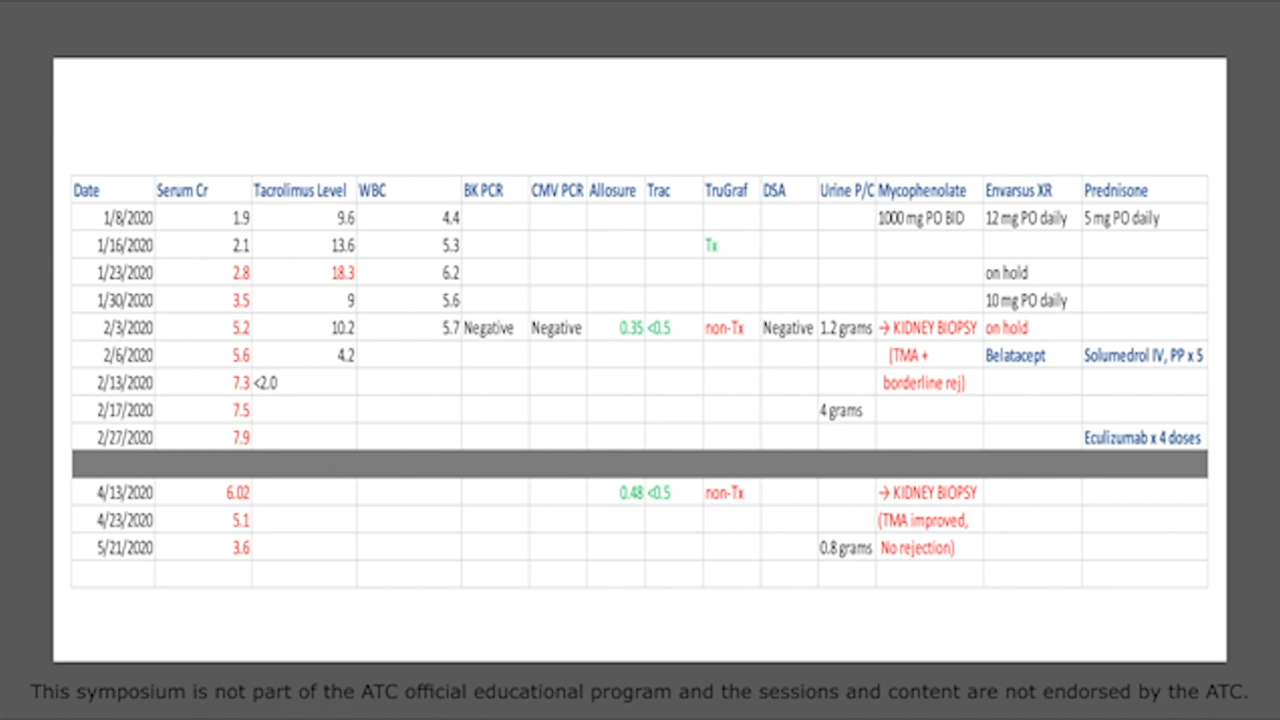 Date Serum Cr Tacrolimus Level WBC BK PCR CMV PCR Allosure Trac TruGraf DSA Urine P/C Mycophenolate Envarsus XR Prednisone
1/8/2020 1.9 9.6 4.4 1000 mg PO BID 12 mg PO daily 5 mg PO daily
1/16/2020 2.1 13.6 5.3 Tx
1/23/2020 2.8 18.3 6.2 on hold
1/30/2020 3.5 9 5.6 10 mg PO daily
2/3/2020 5.2 10.2 5.7 Negative Negative 0.35 <0.5 non-Tx Negative 1.2 grams → KIDNEY BIOPSY on hold
2/6/2020 5.6 4.2 (TMA + Belatacept Solumedrol IV, PP x 5
2/13/2020 7.3 <2.0 borderline rej)
2/17/2020 7.5 4 grams
2/27/2020 7.9 Eculizumab x 4 doses
4/13/2020 6.02 0.48 <0.5 non-Tx → KIDNEY BIOPSY
4/23/2020 5.1 (TMA improved,
5/21/2020 3.6 0.8 grams No rejection)
This symposium is not part of the ATC official educational program and the sessions and content are not endorsed by the ATC.